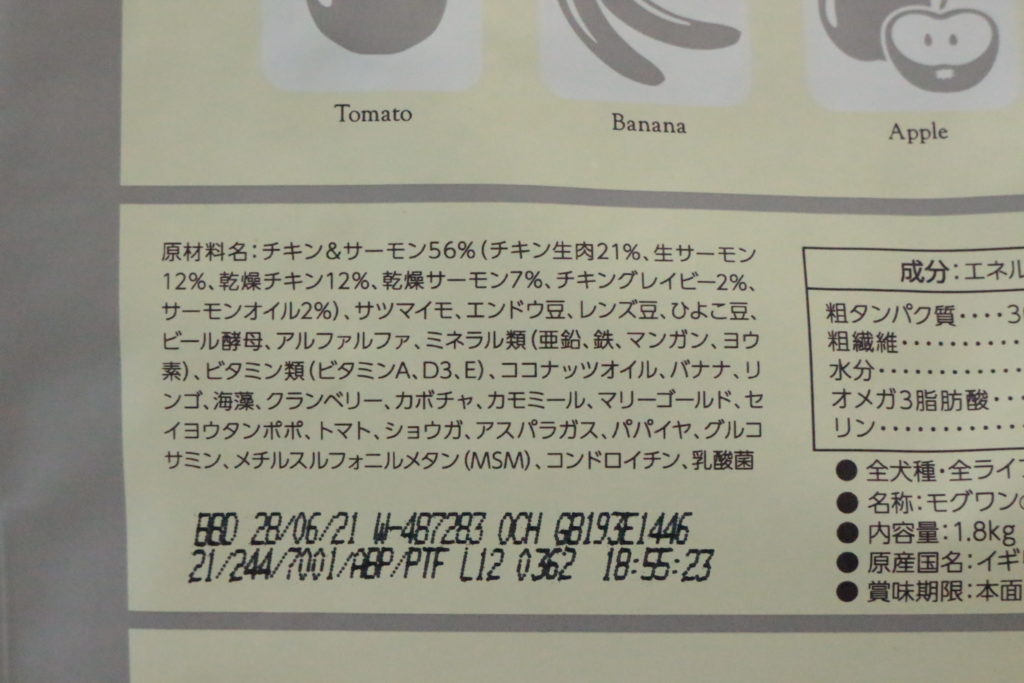 Tomato
Banana
Apple
原材料名:チキン&サーモン56%(チキン生肉21%、生サーモン
12%、乾燥チキン12%、乾燥サーモン7%、チキングレイビー2%、
サーモンオイル2%)、サツマイモ、エンドウ豆、レンズ豆、ひよこ豆、
ビール酵母、アルファルファ、ミネラル類(亜鉛、鉄、マンガン、ヨウ
素)、ビタミン類(ビタミンA、D3、E)、ココナッツオイル、バナナ、リ
ンゴ、海藻、クランベリー、カボチャ、カモミール、マリーゴールド、セ
イヨウタンポポ、トマト、ショウガ、アスパラガス、パパイヤ、グルコ
サミン、メチルスルフォニルメタン(MSM)、コンドロイチン、乳酸菌
BBD 28/06/21 W-487283 OCH GB193E1446
21/244/7001/ABP/PTF L12 0362 18:55:23
成分:エネル
粗タンパク質････3
粗繊維･･････････
水分････････････
オメガ3脂肪酸･･･
リン････････････
●全犬種・全ライフ
●名称:モグワン
●内容量:1.8kg
●原産国名:イギリ
●賞味期限:本面